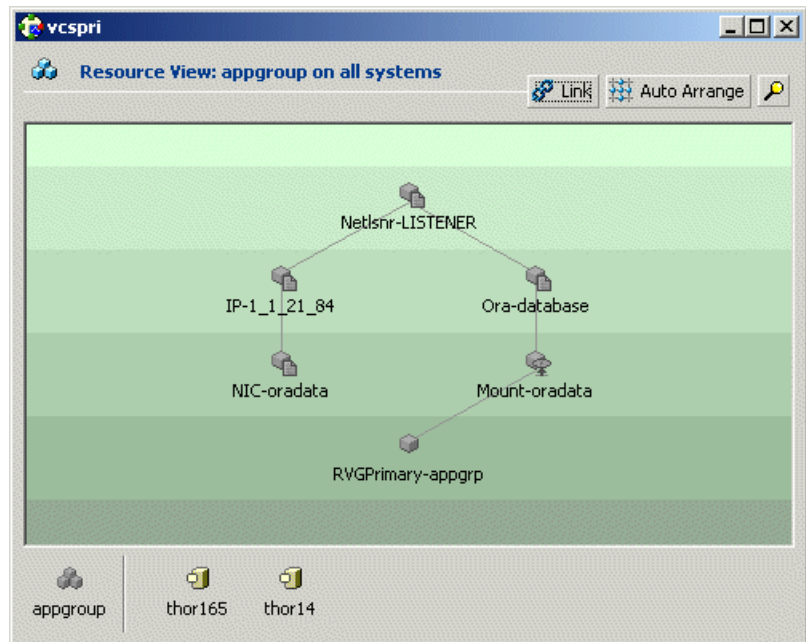 vcspri
Resource View: appgroup on all systems
Link
Auto Arrange
Netlsnr-LISTENER
IP-1_1_21_84
Ora-database
NIC-oradata
Mount-oradata
RVGPrimary-appgrp
appgroup
thor165
thor14